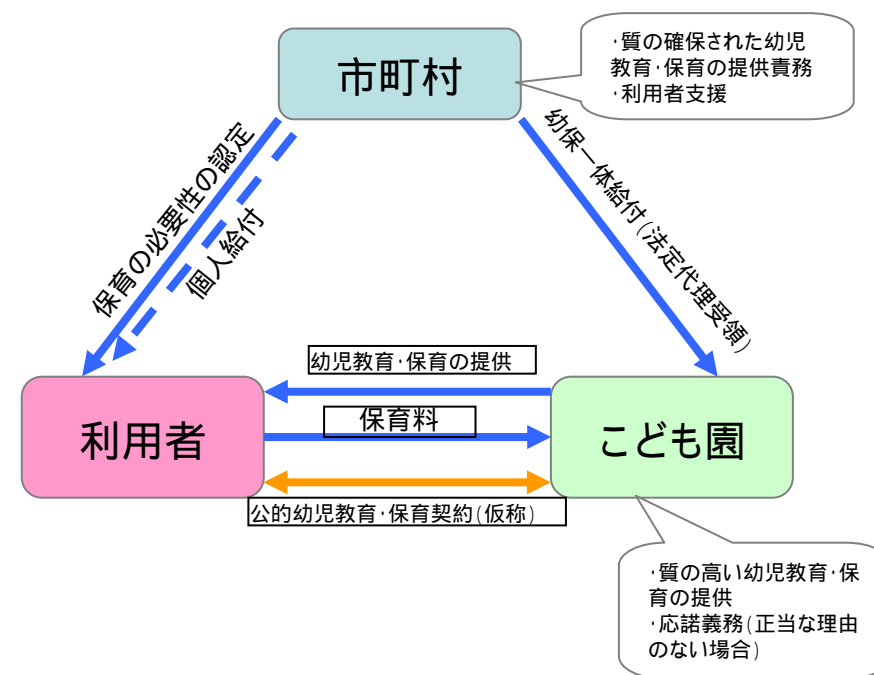 市町村
･質の確保された幼児
教育･保育の提供責務
･利用者支援
保育の必要性の認定
個人給付
幼保一体給付(法定代理受領)
幼児教育･保育の提供
利用者
保育料
こども園
公的幼児教育･保育契約(仮称)
･質の高い幼児教育･保
育の提供
･応諾義務(正当な理由
のない場合)